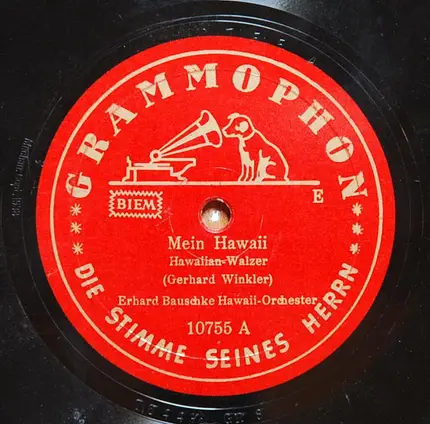 GRAMMOPHON
BIEM
E
Mein Hawaii
Hawaiian-Walzer
(Gerhard Winkler)
Erhard Bauschke Hawaii-Orchester
10755 A
DIE STIMME SEINES HERRN